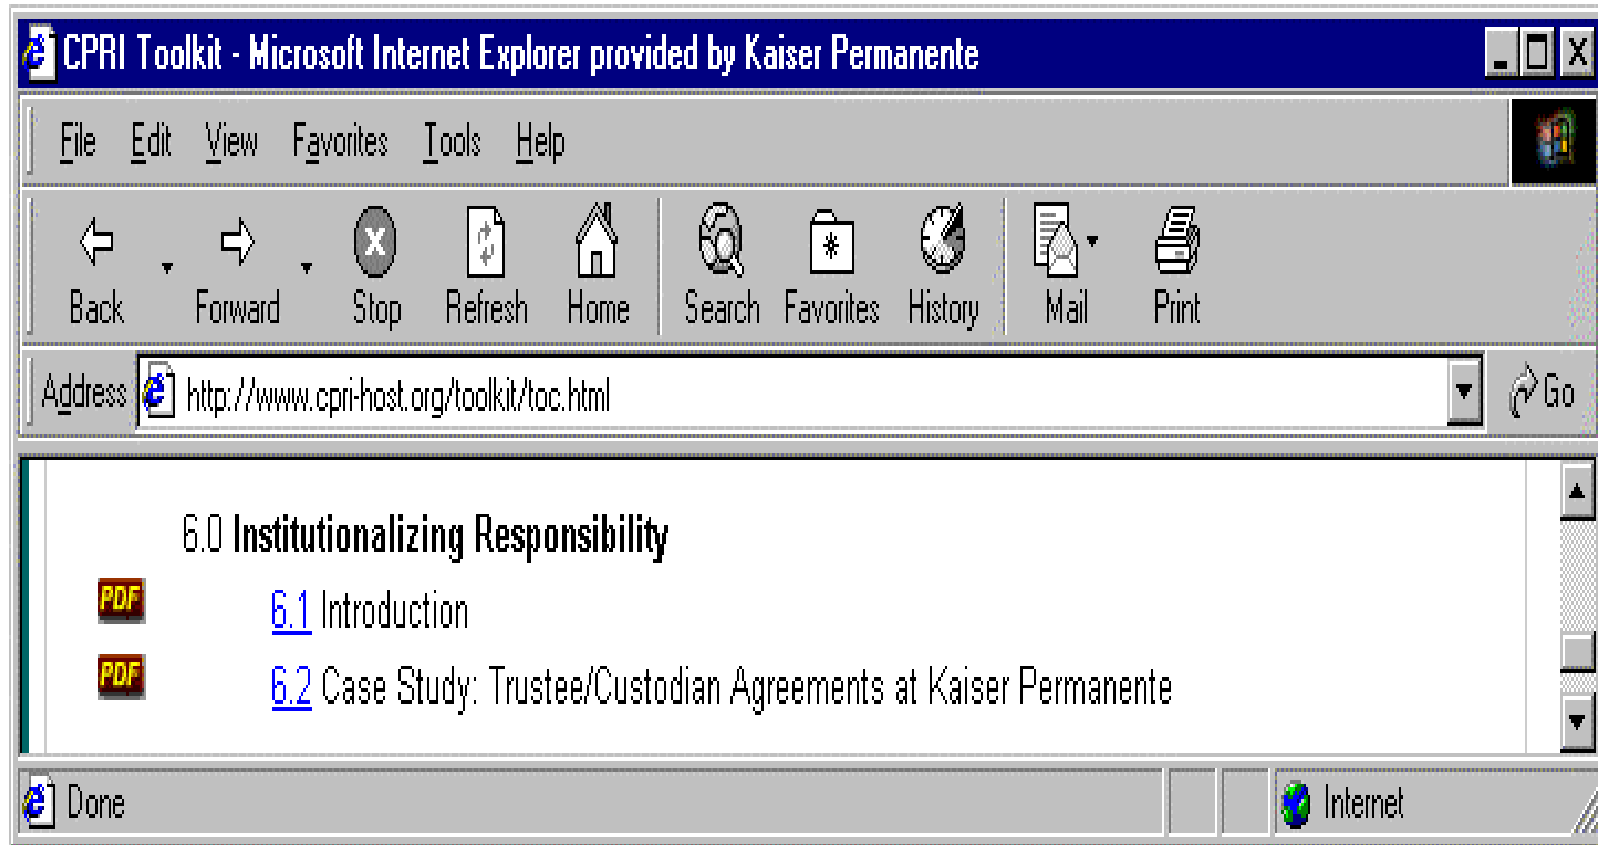 CPRI Toolkit - Microsoft Internet Explorer provided by Kaiser Permanente
File Edit View Favorites Tools Help
Back Forward Stop Refresh Home Search Favorites History Mail Print
Address http://www.cpri-host.org/toolkit/toc.html Go
6.0 Institutionalizing Responsibility
PDF 6.1 Introduction
PDF 6.2 Case Study: Trustee/Custodian Agreements at Kaiser Permanente
Done Internet